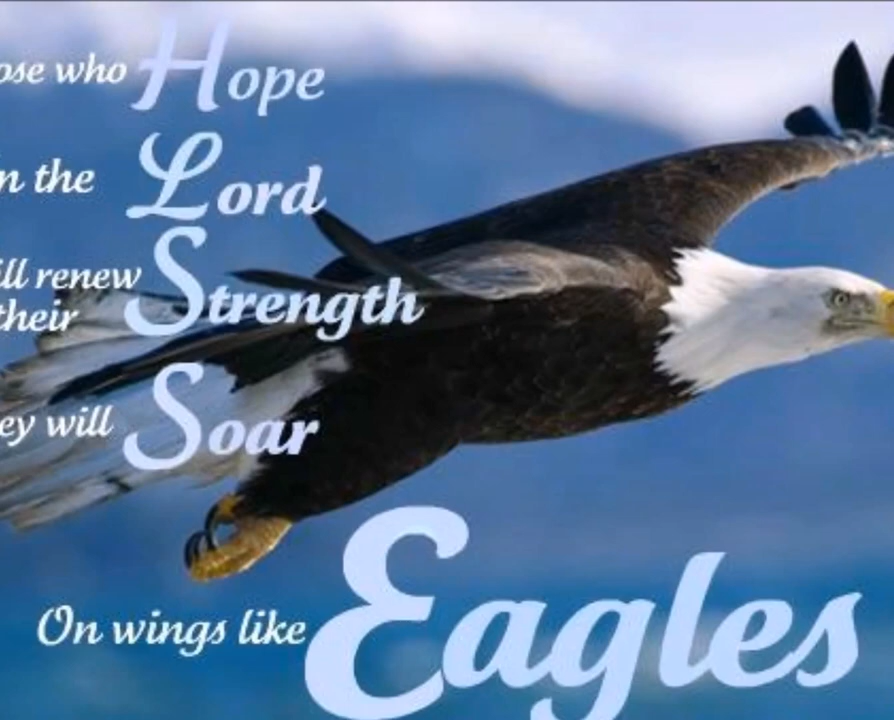 ose who Hope
n the Lord
ill renew
their Strength
ey will Soar
On wings like Eagles